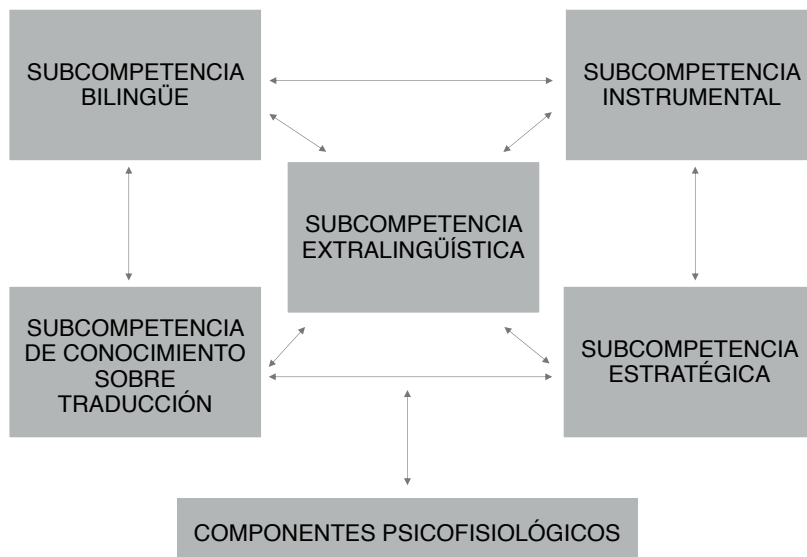 SUBCOMPETENCIA
BILINGÜE
SUBCOMPETENCIA
INSTRUMENTAL
SUBCOMPETENCIA
EXTRALINGÜÍSTICA
SUBCOMPETENCIA
DE CONOCIMIENTO
SOBRE
TRADUCCIÓN
SUBCOMPETENCIA
ESTRATÉGICA
COMPONENTES PSICOFISIOLÓGICOS